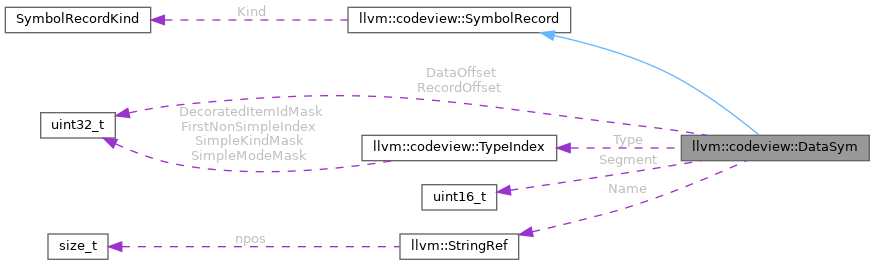 SymbolRecordKind
Kind
llvm::codeview::SymbolRecord
DataOffset
RecordOffset
uint32_t
DecoratedItemIdMask
FirstNonSimpleIndex
SimpleKindMask
SimpleModeMask
llvm::codeview::TypeIndex
Type
llvm::codeview::DataSym
Segment
uint16_t
Name
size_t
npos
llvm::StringRef